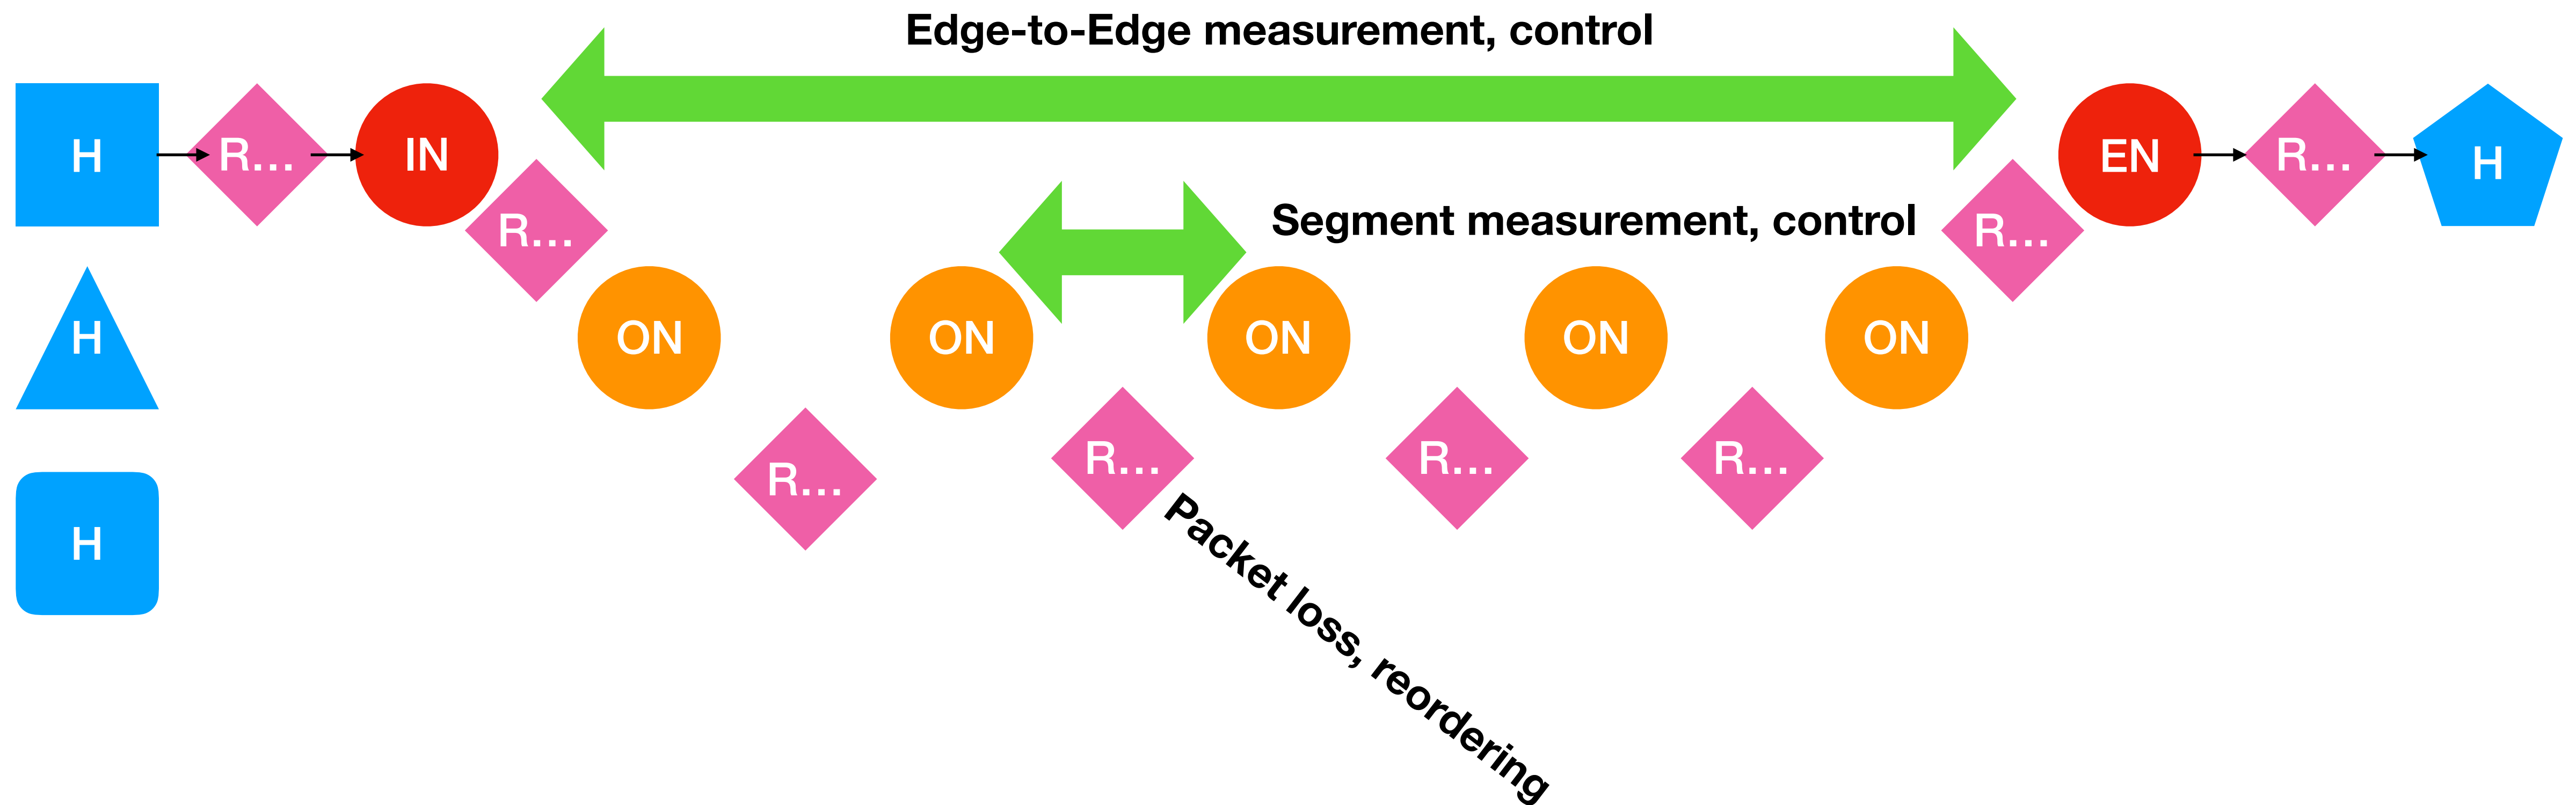 Edge-to-Edge measurement, control
H
R...
IN
EN
R...
H
R...
Segment measurement, control
R...
H
ON
ON
ON
ON
ON
R...
R...
R...
R...
H
Packet loss, reordering